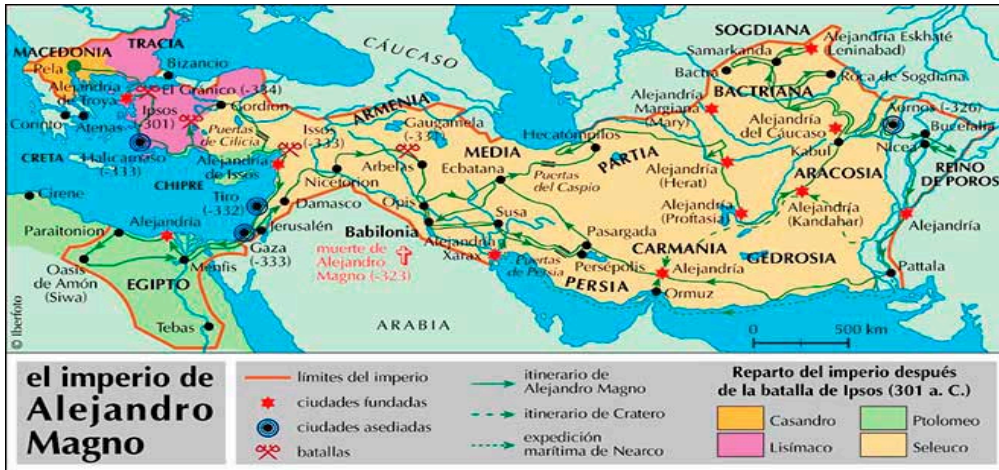 MACEDONIA
TRACIA
Pela
Bizancio
Alejandría
de Troya
El Gránico (-334)
Ipsos
(-301)
Gordion
Corinto
Atenas
Puertas
de Cilicia
Halicarnaso
(-333)
CRETA
CHIPRE
Cirene
Issos
(-333)
Alejandría
de Issos
Tiro
(-332)
Damasco
Jerusalén
Gaza
(-333)
Paraitonion
Alejandría
Menfis
Oasis
de Amón
(Siwa)
EGIPTO
Tebas
CÁUCASO
ARMENIA
Gaugamela
(-331)
Arbelas
Niceforion
MEDIA
Ecbatana
Opis
Babilonia
muerte de
Alejandro
Magno (-323)
Susa
Alejandría
Xarax
ARABIA
Hecatómpilos
Puertas
del Caspio
PARTIA
Pasargada
Persépolis
Puertas
de Persia
PERSIA
CARMANIA
Alejandría
Ormuz
GEDROSIA
SOGDIANA
Samarkanda
Alejandría Eskhaté
(Leninabad)
Bactra
Roca de Sogdiana
BACTRIANA
Alejandría
Margiana
(Mary)
Alejandría
del Cáucaso
Kabul
Aornos (-326)
Bucefalia
Nicea
REINO
DE POROS
Alejandría
(Herat)
ARACOSIA
Alejandría
(Proftasia)
Alejandría
(Kandahar)
Alejandría
Pattala
0 500 km
© Iberfoto
el imperio de
Alejandro
Magno
límites del imperio
ciudades fundadas
ciudades asediadas
batallas
itinerario de
Alejandro Magno
itinerario de Cratero
expedición
marítima de Nearco
Reparto del imperio después
de la batalla de Ipsos (301 a. C.)
Casandro
Ptolomeo
Lisímaco
Seleuco